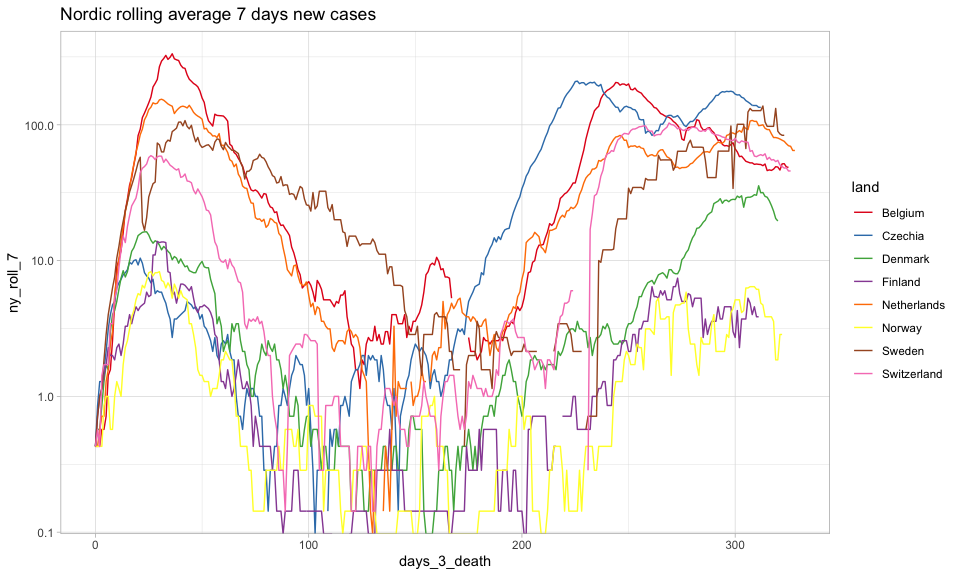 Nordic rolling average 7 days new cases
ny_roll_7
100.0
10.0
1.0
0.1
0
100
200
300
days_3_death
land
Belgium
Czechia
Denmark
Finland
Netherlands
Norway
Sweden
Switzerland